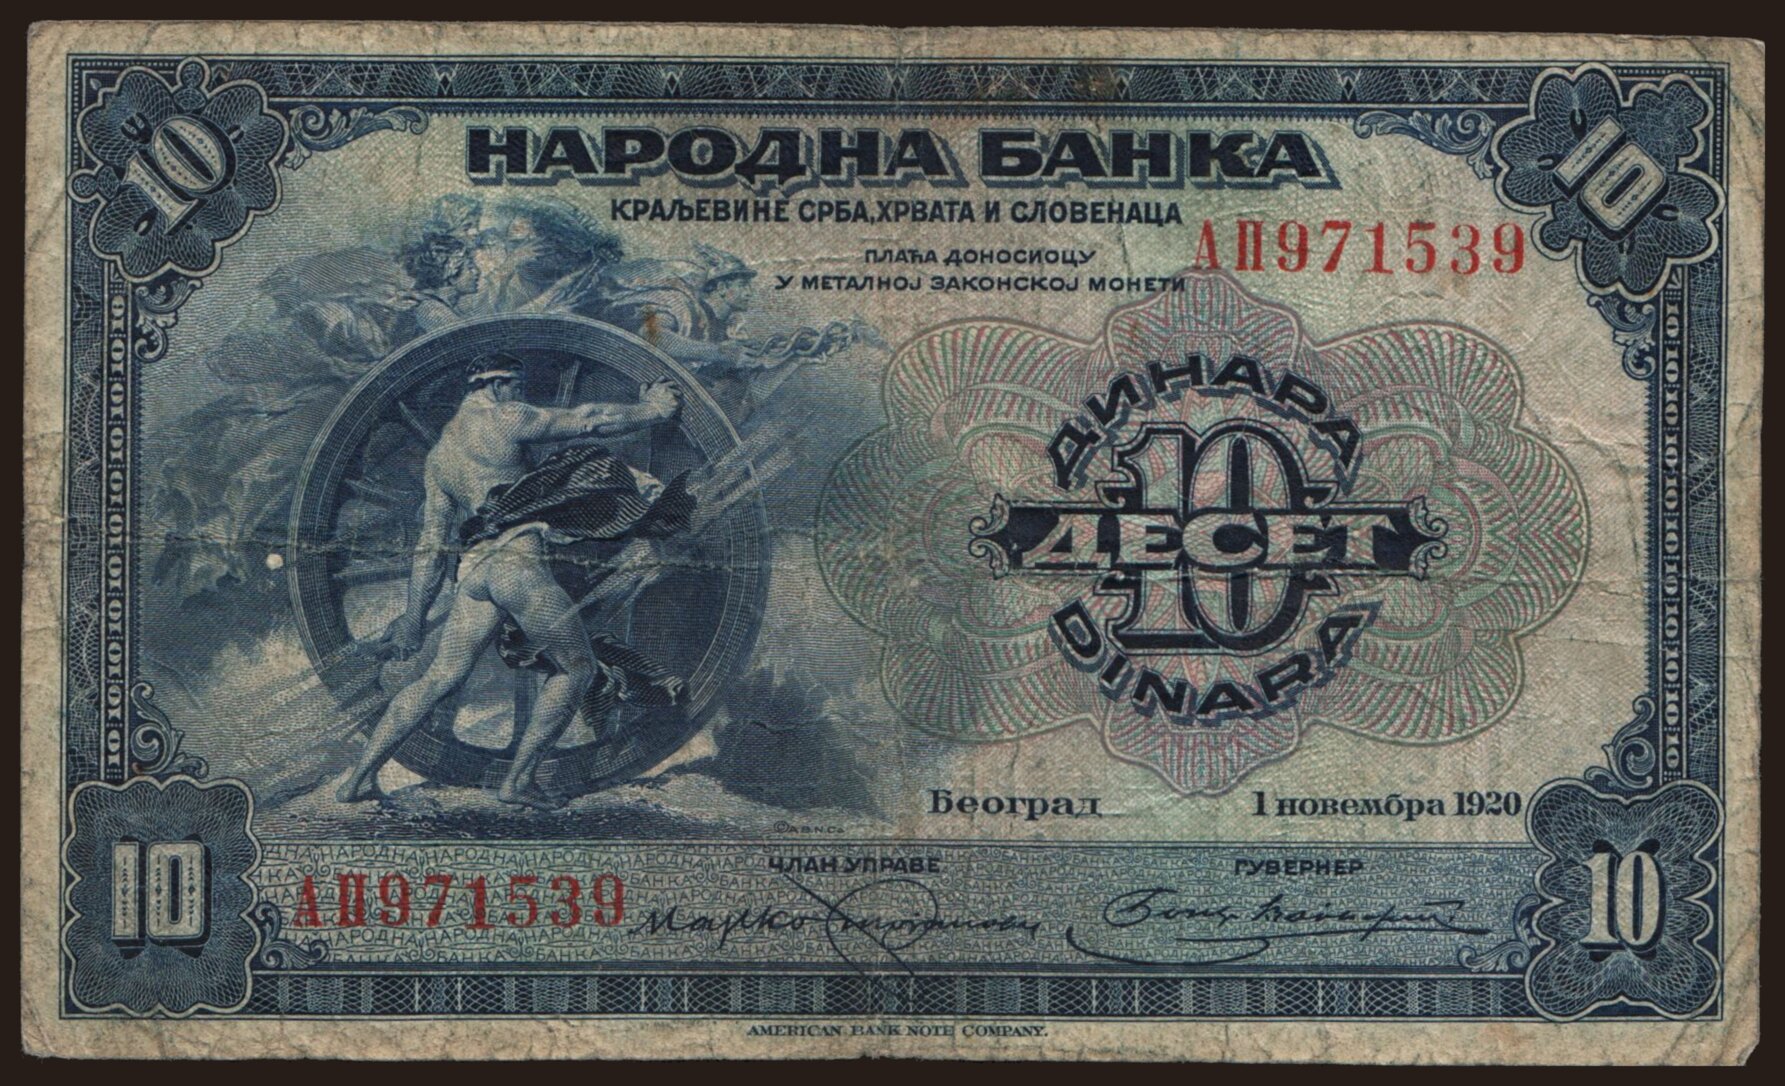 10
10
НАРОДНА БАНКА
КРАЉЕВИНЕ СРБА, ХРВАТА И СЛОВЕНАЦА
ПЛАЋА ДОНОСИОЦУ
У МЕТАЛНОЈ ЗАКОНСКОЈ МОНЕТИ
АП971539
ДИНАРА
10
ДЕСЕТ
DINARA
Београд 1 новембра 1920
© A.B.N.Co.
ЧЛАН УПРАВЕ ГУВЕРНЕР
АП971539
10
10
AMERICAN BANK NOTE COMPANY.